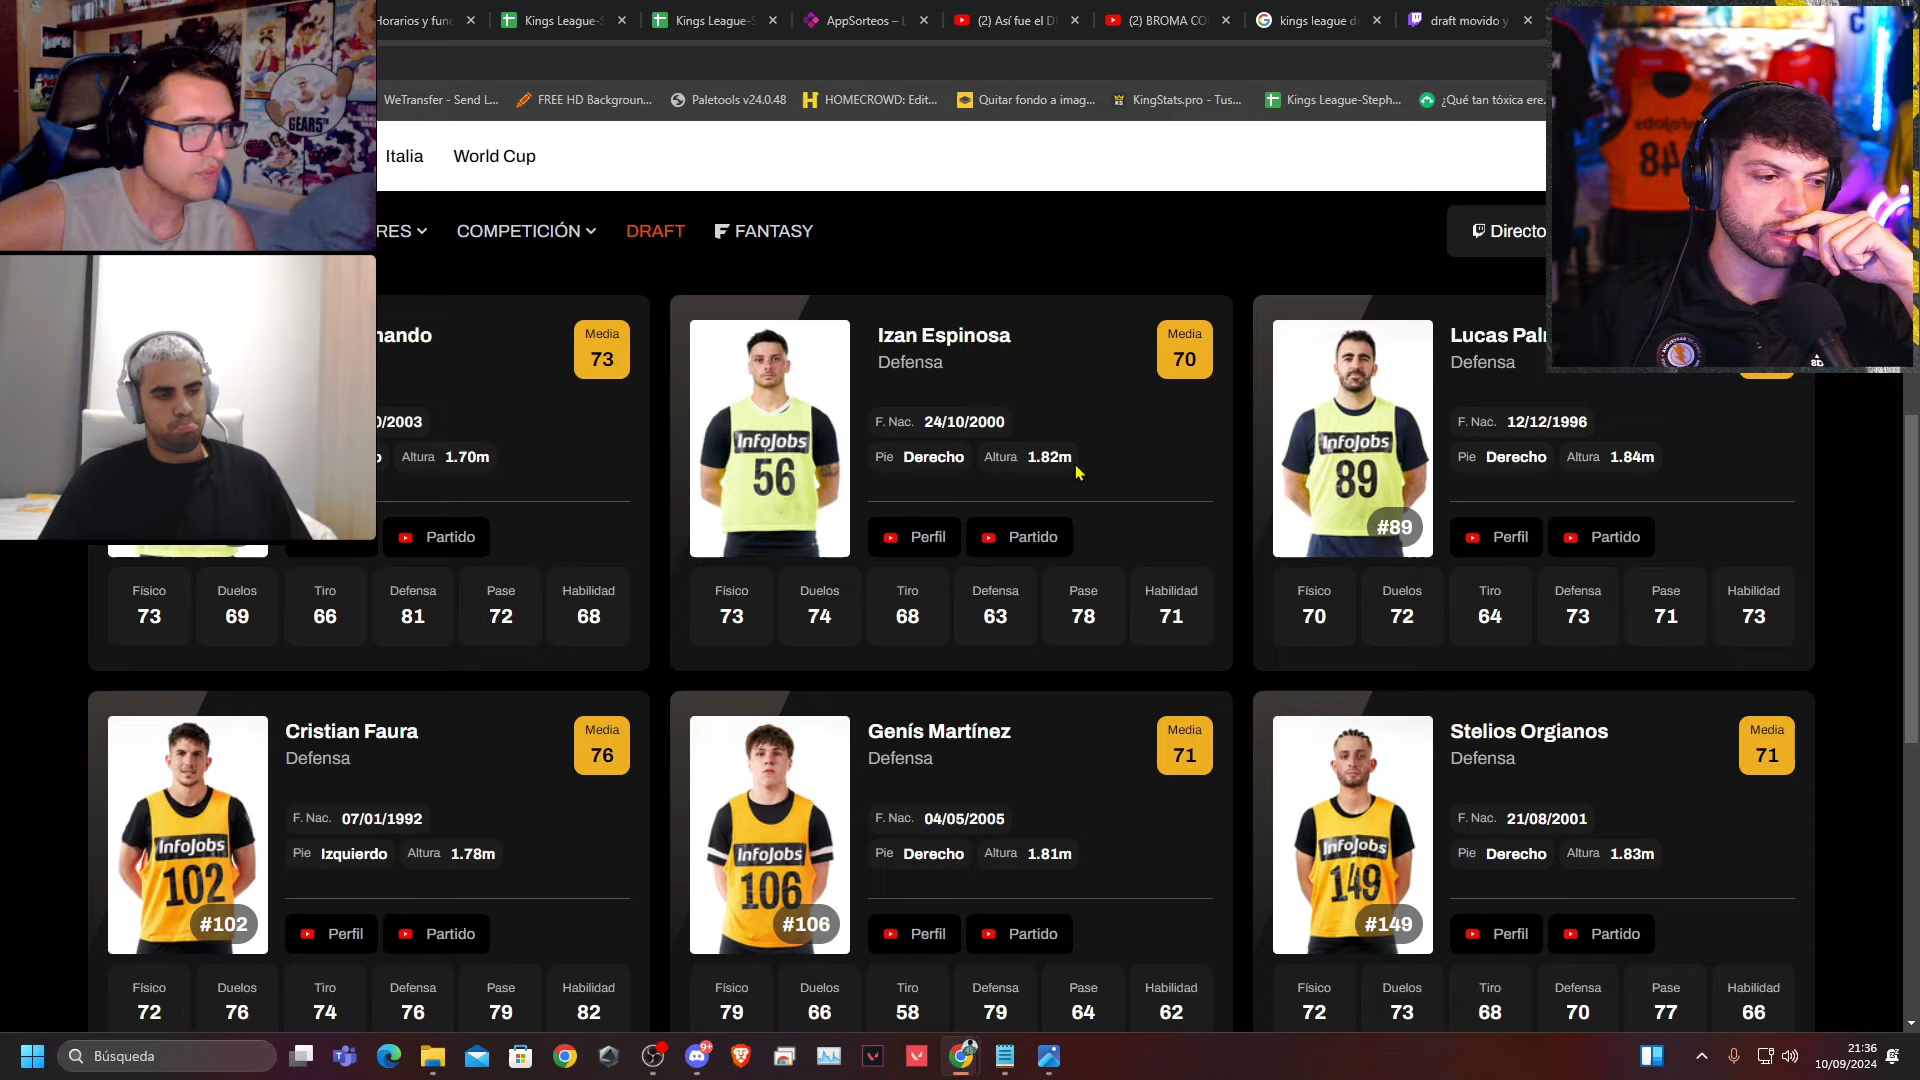 Horarios y func
Kings League-S
Kings League-S
AppSorteos – L
(2) Así fue el D
(2) BROMA CO
kings league dr
draft movido y
WeTransfer - Send L...
FREE HD Backgroun...
Paletools v24.0.48
HOMECROWD: Edit...
Quitar fondo a imag...
KingStats.pro - Tus...
Kings League-Steph...
¿Qué tan tóxica ere...
GEAR5
48
Italia
World Cup
RES
COMPETICIÓN
DRAFT
FANTASY
Directo
nando
Media
73
/2003
Altura 1.70m
Partido
Físico 73
Duelos 69
Tiro 66
Defensa 81
Pase 72
Habilidad 68
Izan Espinosa
Defensa
Media
70
F. Nac. 24/10/2000
Pie Derecho
Altura 1.82m
InfoJobs
56
Perfil
Partido
Físico 73
Duelos 74
Tiro 68
Defensa 63
Pase 78
Habilidad 71
Lucas Pal
Defensa
F. Nac. 12/12/1996
Pie Derecho
Altura 1.84m
InfoJobs
89
#89
Perfil
Partido
Físico 70
Duelos 72
Tiro 64
Defensa 73
Pase 71
Habilidad 73
Cristian Faura
Defensa
Media
76
F. Nac. 07/01/1992
Pie Izquierdo
Altura 1.78m
InfoJobs
102
#102
Perfil
Partido
Físico 72
Duelos 76
Tiro 74
Defensa 76
Pase 79
Habilidad 82
Genís Martínez
Defensa
Media
71
F. Nac. 04/05/2005
Pie Derecho
Altura 1.81m
InfoJobs
106
#106
Perfil
Partido
Físico 79
Duelos 66
Tiro 58
Defensa 79
Pase 64
Habilidad 62
Stelios Orgianos
Defensa
Media
71
F. Nac. 21/08/2001
Pie Derecho
Altura 1.83m
InfoJobs
149
#149
Perfil
Partido
Físico 72
Duelos 73
Tiro 68
Defensa 70
Pase 77
Habilidad 66
Búsqueda
9+
21:36
10/09/2024